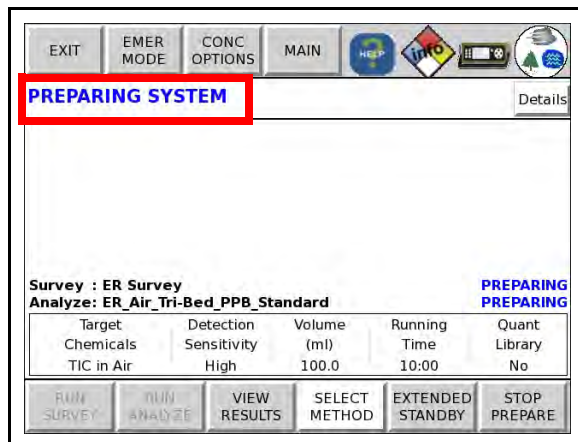 EXIT
EMER
MODE
CONC
OPTIONS
MAIN
HELP
info
PREPARING SYSTEM
Details
Survey : ER Survey PREPARING
Analyze: ER_Air_Tri-Bed_PPB_Standard PREPARING
Target Detection Volume Running Quant
Chemicals Sensitivity (ml) Time Library
TIC in Air High 100.0 10:00 No
RUN
SURVEY
RUN
ANALYZE
VIEW
RESULTS
SELECT
METHOD
EXTENDED
STANDBY
STOP
PREPARE